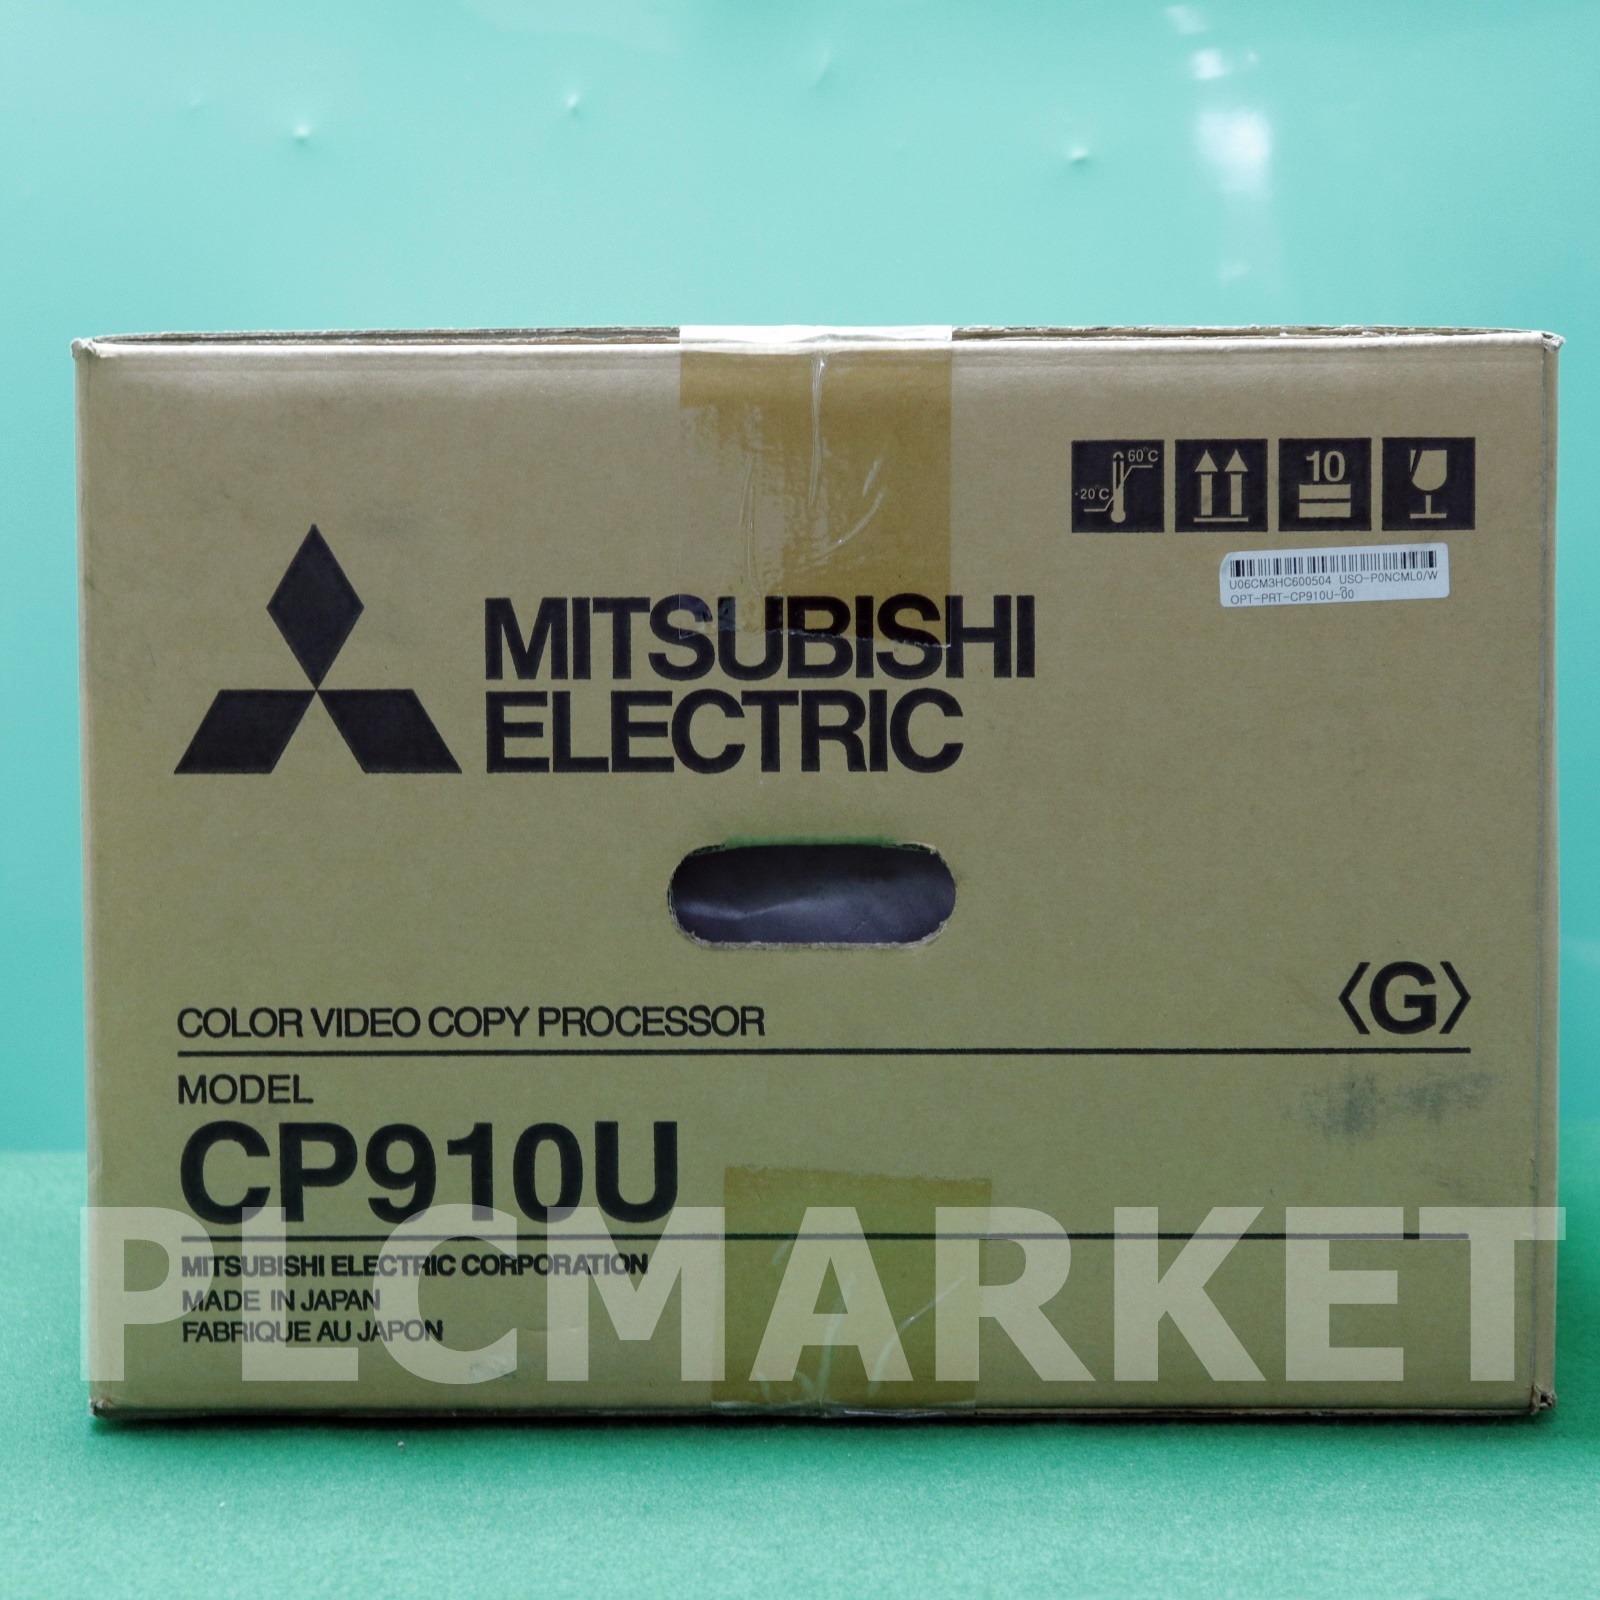 60°C
-20°C
10
U06CM3HC600504 USO-P0NCML0/W
OPT-PRT-CP910U-00
MITSUBISHI
ELECTRIC
〈G〉
COLOR VIDEO COPY PROCESSOR
MODEL
CP910U
PLCMARKET
MITSUBISHI ELECTRIC CORPORATION
MADE IN JAPAN
FABRIQUE AU JAPON